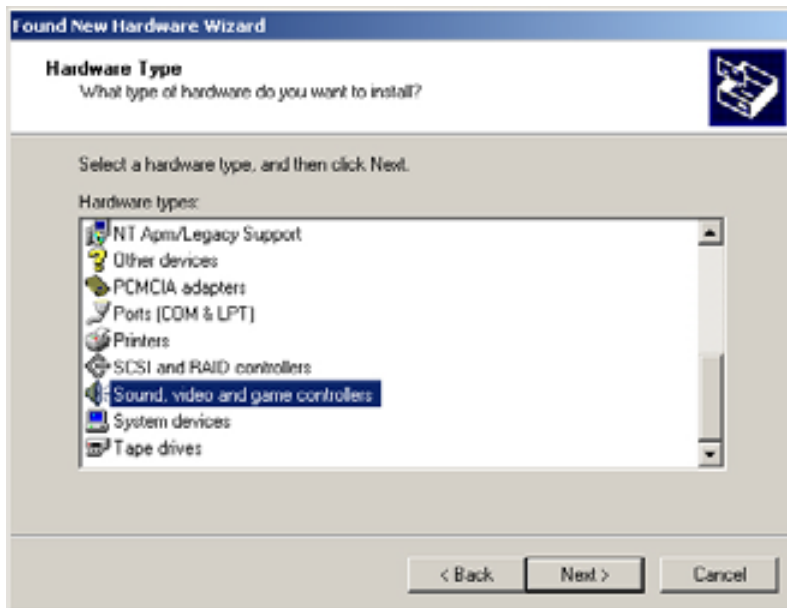 Found New Hardware Wizard
Hardware Type
What type of hardware do you want to install?
Select a hardware type, and then click Next.
Hardware types:
NT Apm/Legacy Support
Other devices
PCMCIA adapters
Ports (COM & LPT)
Printers
SCSI and RAID controllers
Sound, video and game controllers
System devices
Tape drives
< Back Next > Cancel